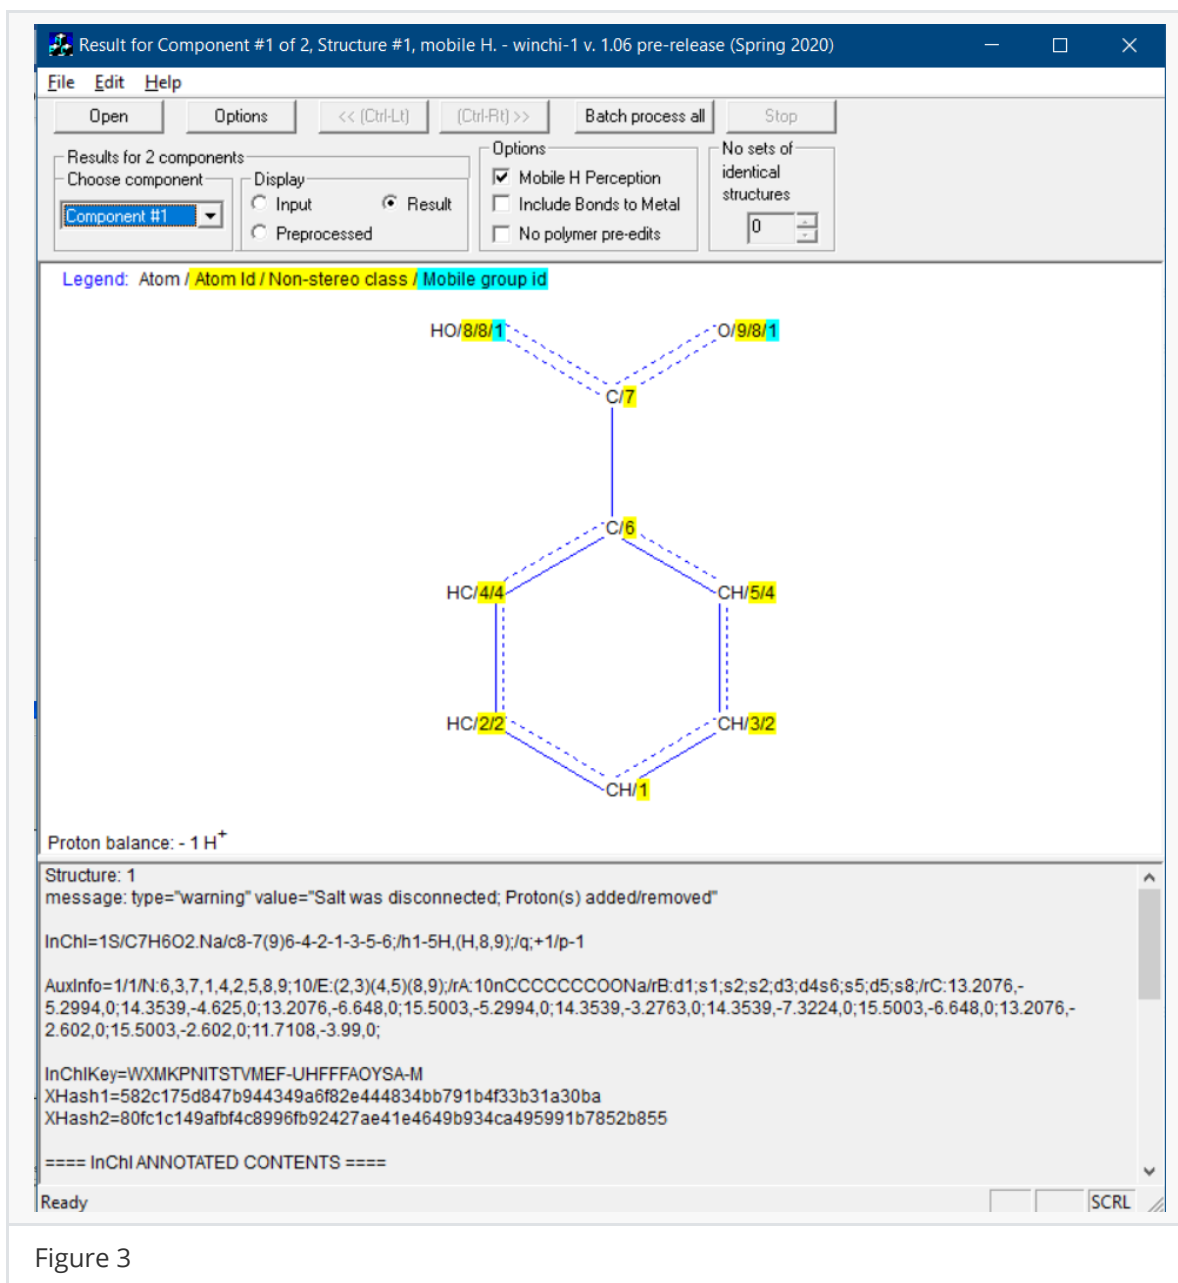 Result for Component #1 of 2, Structure #1, mobile H. - winchi-1 v. 1.06 pre-release (Spring 2020)
File Edit Help
Open Options << (Ctrl-Lt) (Ctrl-Rt) >> Batch process all Stop
Results for 2 components
Choose component
Component #1
Display
Input Result
Preprocessed
Options
Mobile H Perception
Include Bonds to Metal
No polymer pre-edits
No sets of
identical
structures
0
Legend: Atom / Atom Id / Non-stereo class / Mobile group id
HO/8/8/1 O/9/8/1
C/7
C/6
HC/4/4 CH/5/4
HC/2/2 CH/3/2
CH/1
Proton balance: - 1 H+
Structure: 1
message: type="warning" value="Salt was disconnected; Proton(s) added/removed"
InChI=1S/C7H6O2.Na/c8-7(9)6-4-2-1-3-5-6;/h1-5H,(H,8,9);/q;+1/p-1
AuxInfo=1/1/N:6,3,7,1,4,2,5,8,9;10/E:(2,3)(4,5)(8,9);/rA:10nCCCCCCCOONa/rB:d1;s1;s2;s2;d3;d4s6;s5;d5;s8;/rC:13.2076,-
5.2994,0;14.3539,-4.625,0;13.2076,-6.648,0;15.5003,-5.2994,0;14.3539,-3.2763,0;14.3539,-7.3224,0;15.5003,-6.648,0;13.2076,-
2.602,0;15.5003,-2.602,0;11.7108,-3.99,0;
InChIKey=WXMKPNITSTVMEF-UHFFFAOYSA-M
XHash1=582c175d847b944349a6f82e444834bb791b4f33b31a30ba
XHash2=80fc1c149afbf4c8996fb92427ae41e4649b934ca495991b7852b855
==== InChI ANNOTATED CONTENTS ====
Ready SCRL
Figure 3